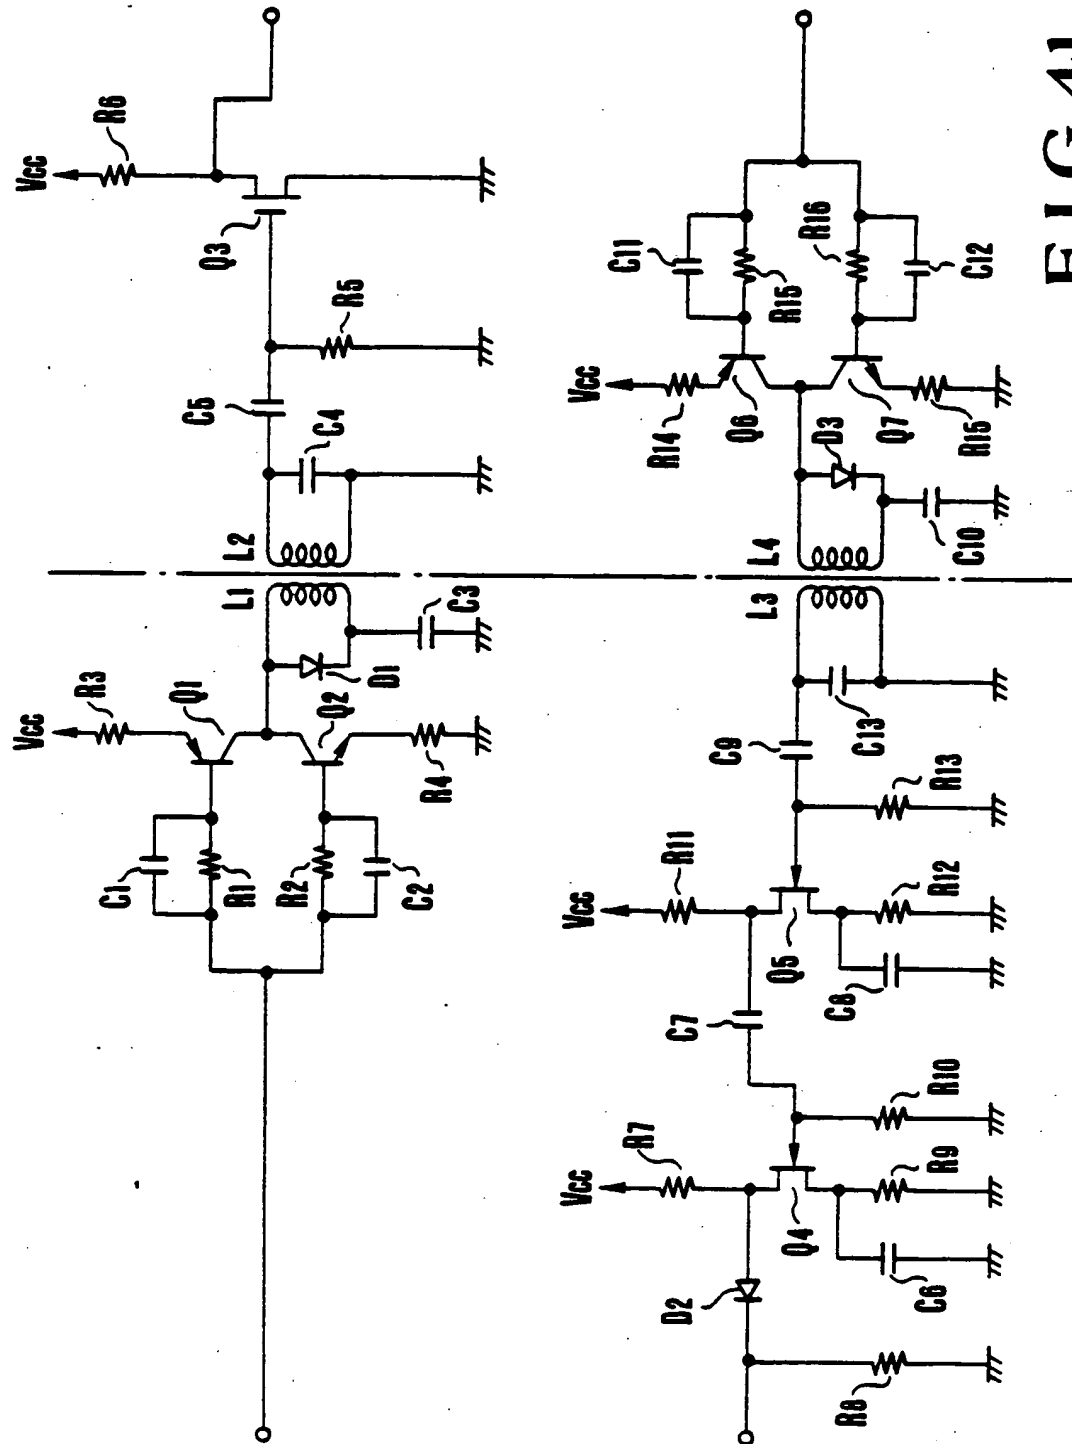 Vcc
R6
Q3
R5
C5
C4
L2
L1
C3
D1
Vcc
R3
Q1
Q2
R4
C1
R1
R2
C2
C11
R15
R16
C12
Vcc
R14
Q6
Q7
R15
D3
C10
L4
L3
C13
C9
R13
Vcc
R11
Q5
R12
C8
C7
R10
Vcc
R7
Q4
R9
C6
D2
R8
FIG.41